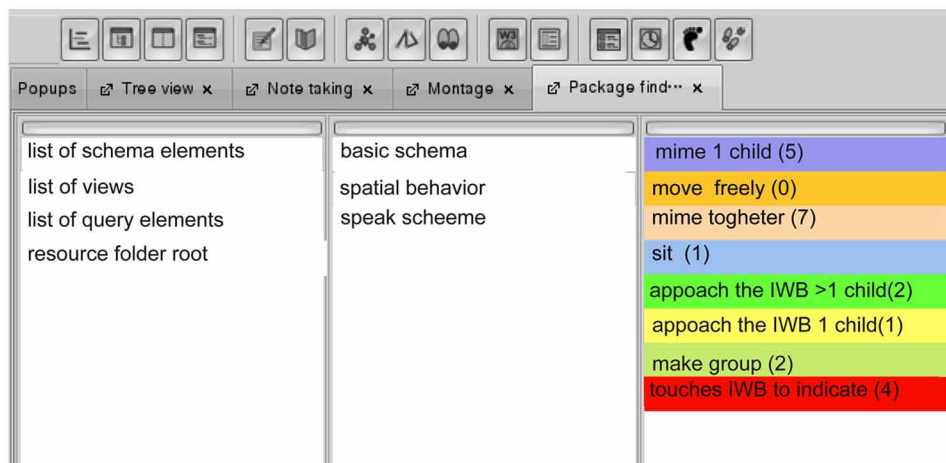 W3
Popups Tree view x Note taking x Montage x Package find··· x
list of schema elements
list of views
list of query elements
resource folder root
basic schema
spatial behavior
speak scheeme
mime 1 child (5)
move freely (0)
mime togheter (7)
sit (1)
appoach the IWB >1 child(2)
appoach the IWB 1 child(1)
make group (2)
touches IWB to indicate (4)